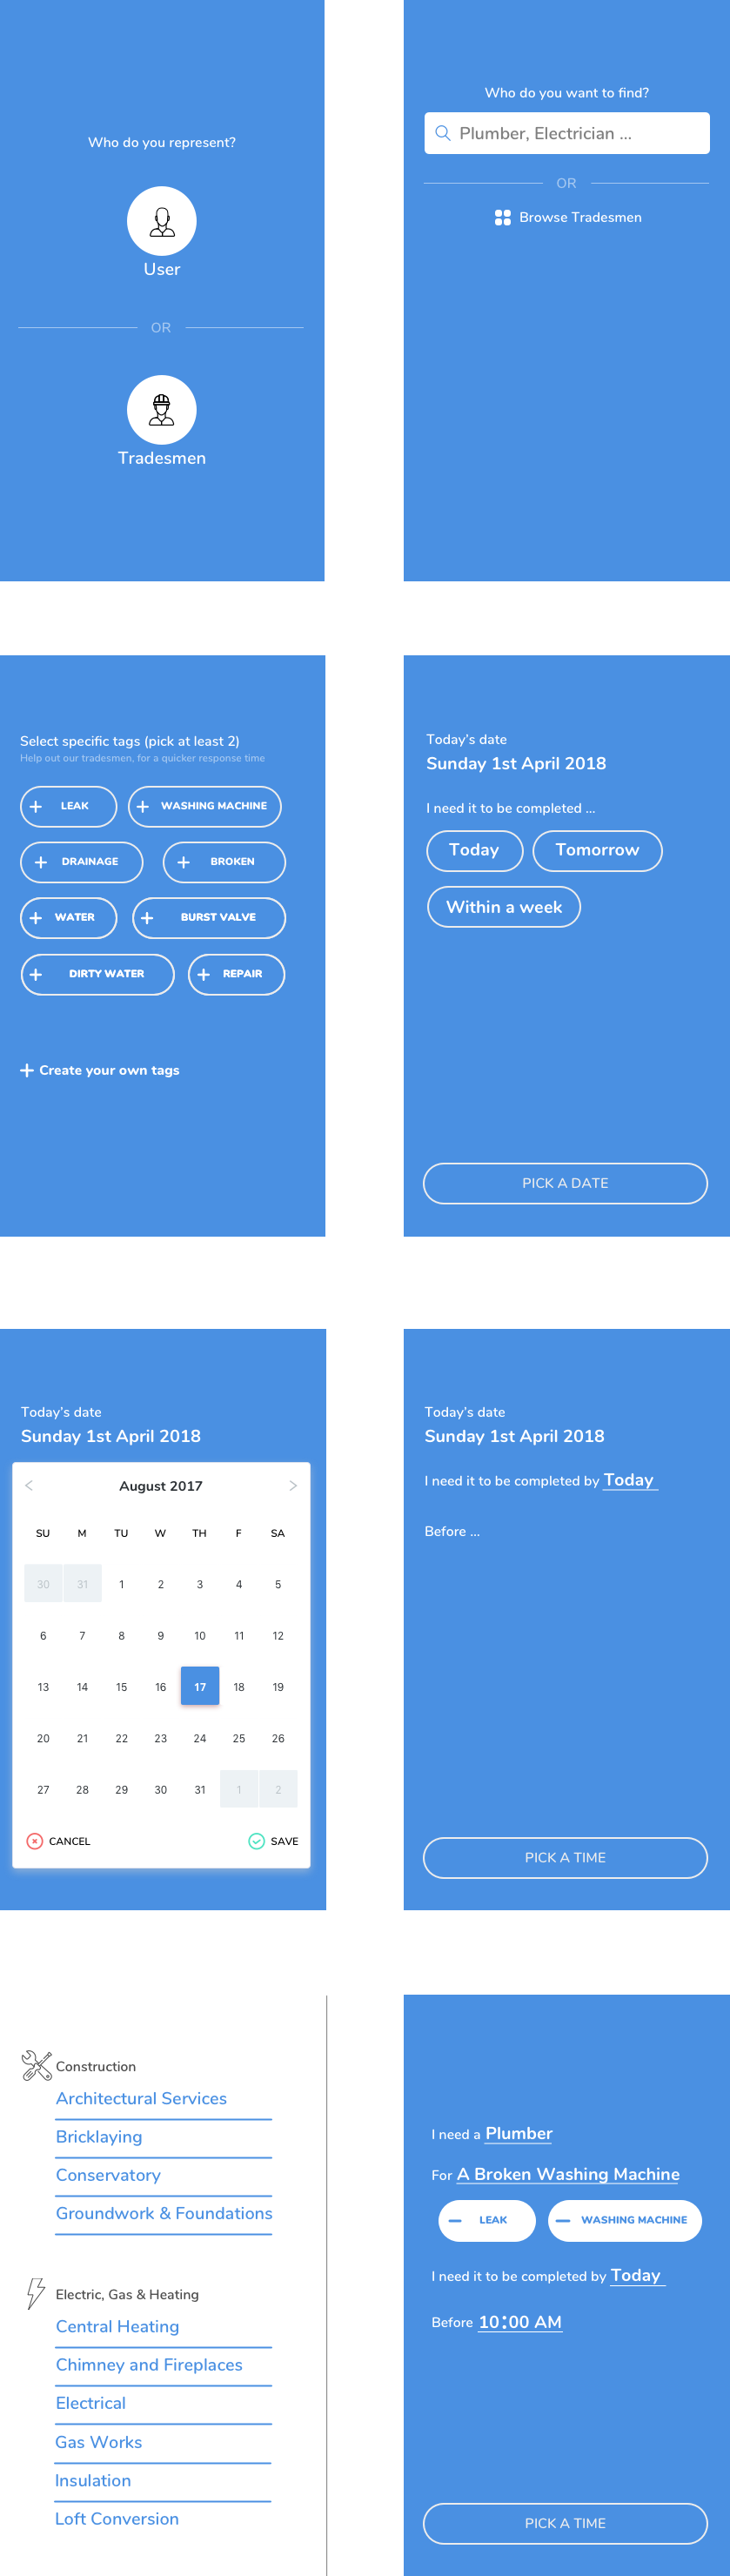 Who do you represent?
User
OR
Tradesmen
Who do you want to find?
Plumber, Electrician ...
OR
Browse Tradesmen
Select specific tags (pick at least 2)
Help out our tradesmen, for a quicker response time
LEAK
WASHING MACHINE
DRAINAGE
BROKEN
WATER
BURST VALVE
DIRTY WATER
REPAIR
Create your own tags
Today's date
Sunday 1st April 2018
I need it to be completed ...
Today
Tomorrow
Within a week
PICK A DATE
Today's date
Sunday 1st April 2018
August 2017
SU M TU W TH F SA
30 31 1 2 3 4 5
6 7 8 9 10 11 12
13 14 15 16 17 18 19
20 21 22 23 24 25 26
27 28 29 30 31 1 2
CANCEL
SAVE
Today's date
Sunday 1st April 2018
I need it to be completed by Today
Before ...
PICK A TIME
Construction
Architectural Services
Bricklaying
Conservatory
Groundwork & Foundations
Electric, Gas & Heating
Central Heating
Chimney and Fireplaces
Electrical
Gas Works
Insulation
Loft Conversion
I need a Plumber
For A Broken Washing Machine
LEAK
WASHING MACHINE
I need it to be completed by Today
Before 10:00 AM
PICK A TIME